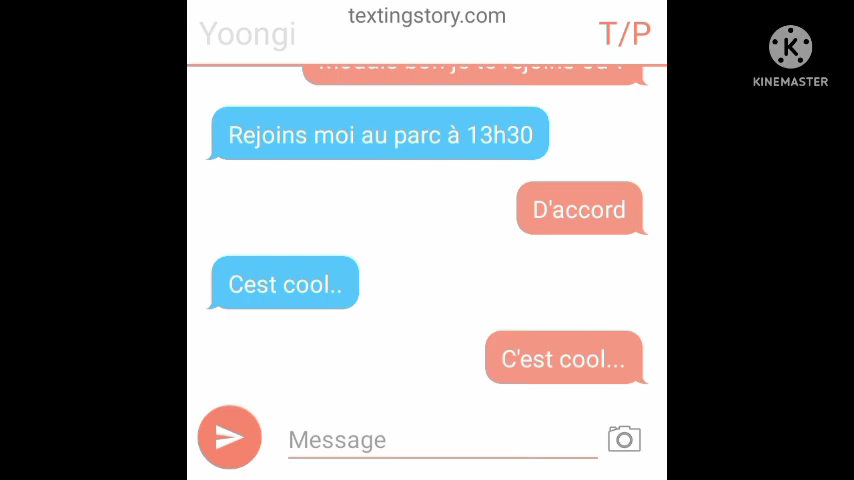 textingstory.com
Yoongi
T/P
KINEMASTER
Rejoins moi au parc à 13h30
D'accord
Cest cool..
C'est cool...
Message